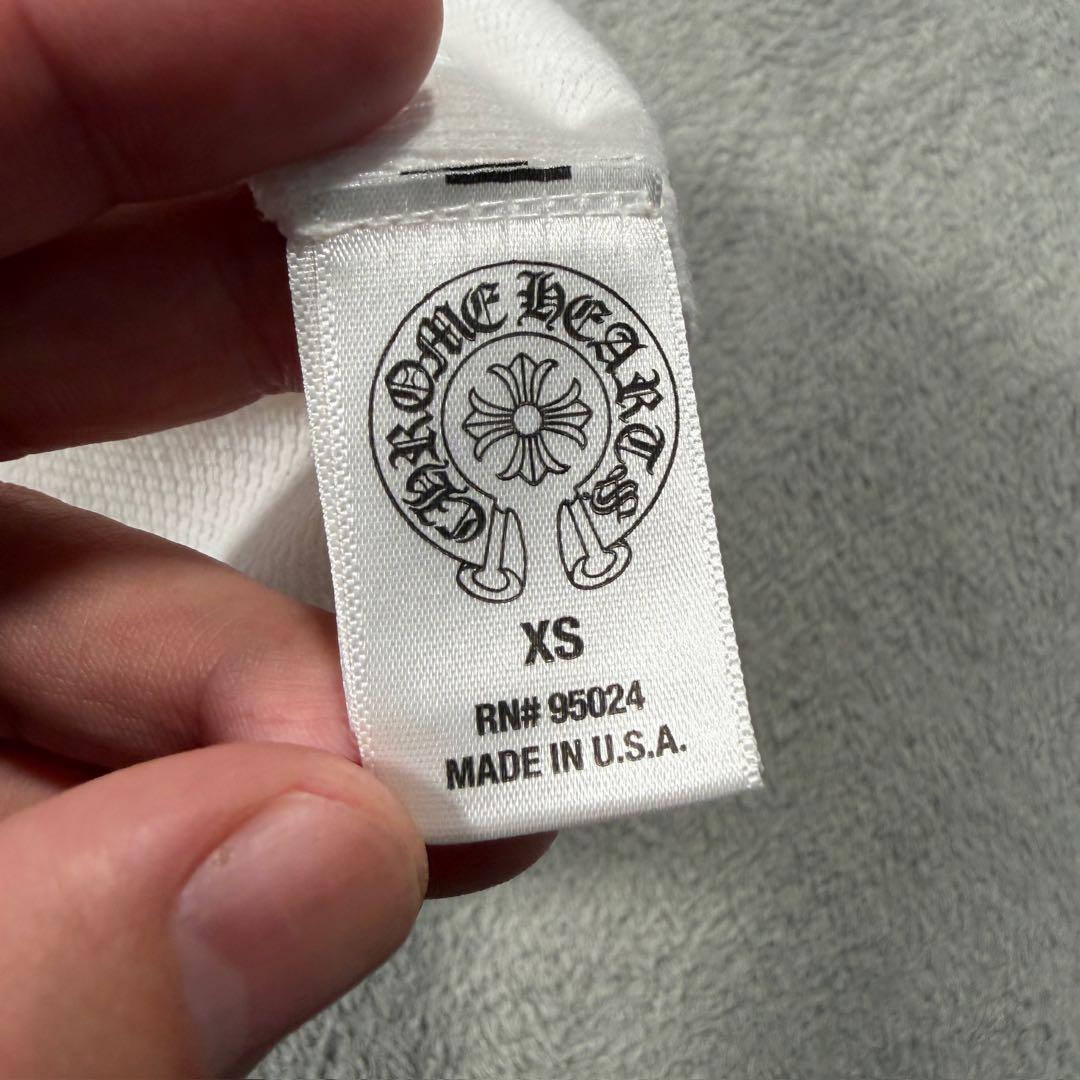 CHROME HEARTS
XS
RN# 95024
MADE IN U.S.A.